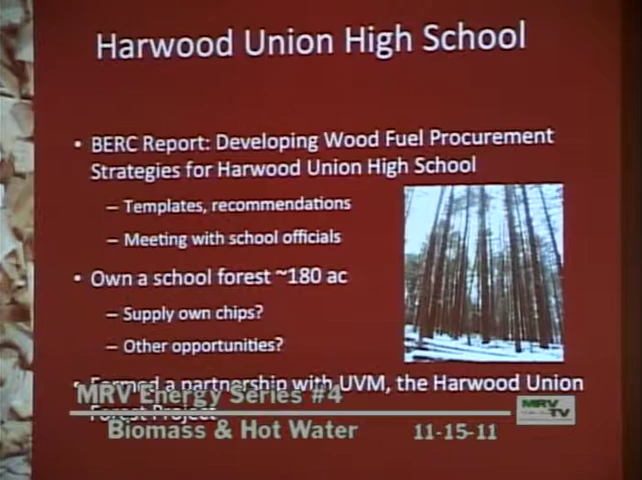 Harwood Union High School
• BERC Report: Developing Wood Fuel Procurement
Strategies for Harwood Union High School
– Templates, recommendations
– Meeting with school officials
• Own a school forest ~180 ac
– Supply own chips?
– Other opportunities?
• Formed a partnership with UVM, the Harwood Union
Forest Project
MRV Energy Series #4
Biomass & Hot Water 11-15-11
MRV
TV